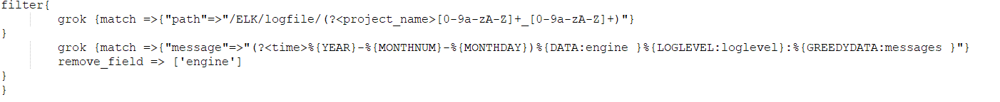 filter{
grok {match =>{"path"=>"/ELK/logfile/(?<project_name>[0-9a-zA-Z]+_[0-9a-zA-Z]+)"}
}
grok {match =>{"message"=>"(?<time>%{YEAR}-%{MONTHNUM}-%{MONTHDAY})%{DATA:engine }%{LOGLEVEL:loglevel}:%{GREEDYDATA:messages }"}
remove_field => ['engine']
}
}